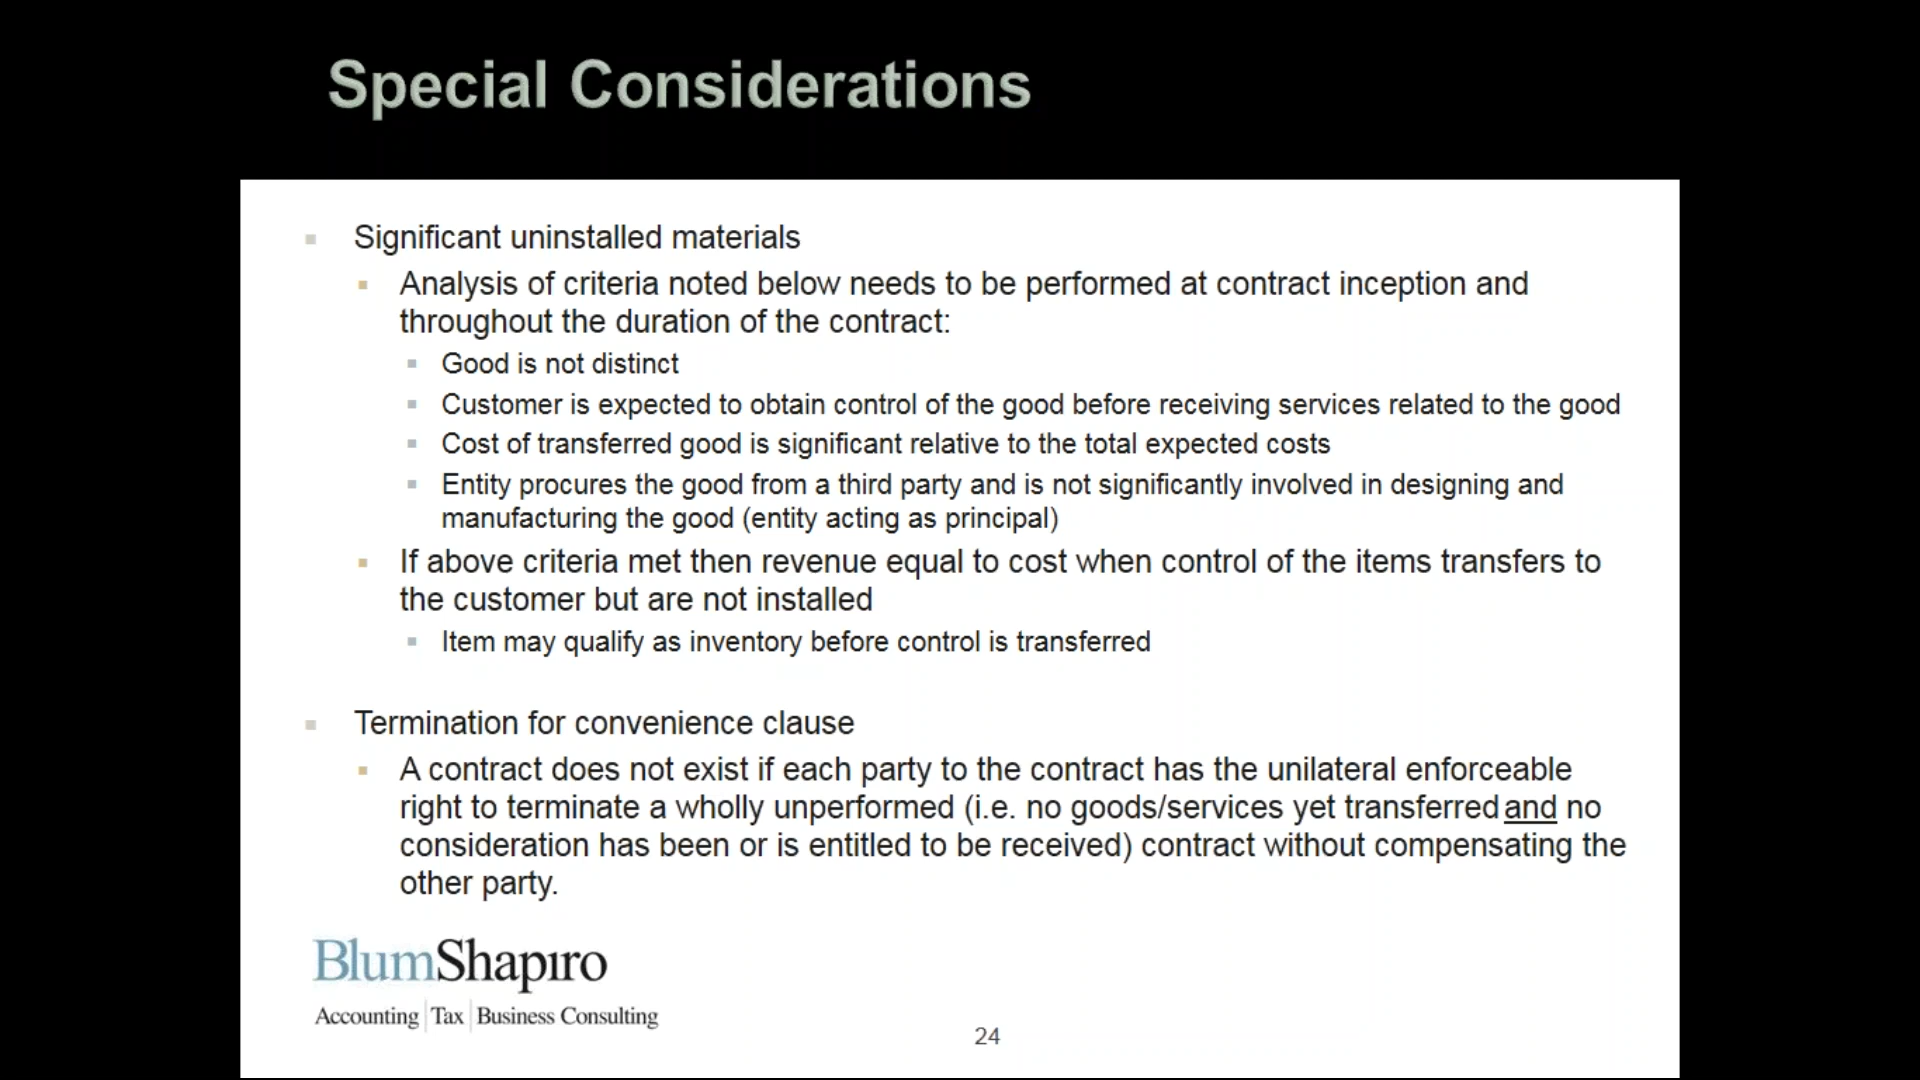 Special Considerations
Significant uninstalled materials
Analysis of criteria noted below needs to be performed at contract inception and
throughout the duration of the contract:
Good is not distinct
Customer is expected to obtain control of the good before receiving services related to the good
Cost of transferred good is significant relative to the total expected costs
Entity procures the good from a third party and is not significantly involved in designing and
manufacturing the good (entity acting as principal)
If above criteria met then revenue equal to cost when control of the items transfers to
the customer but are not installed
Item may qualify as inventory before control is transferred
Termination for convenience clause
A contract does not exist if each party to the contract has the unilateral enforceable
right to terminate a wholly unperformed (i.e. no goods/services yet transferred and no
consideration has been or is entitled to be received) contract without compensating the
other party.
BlumShapiro
Accounting | Tax | Business Consulting
24